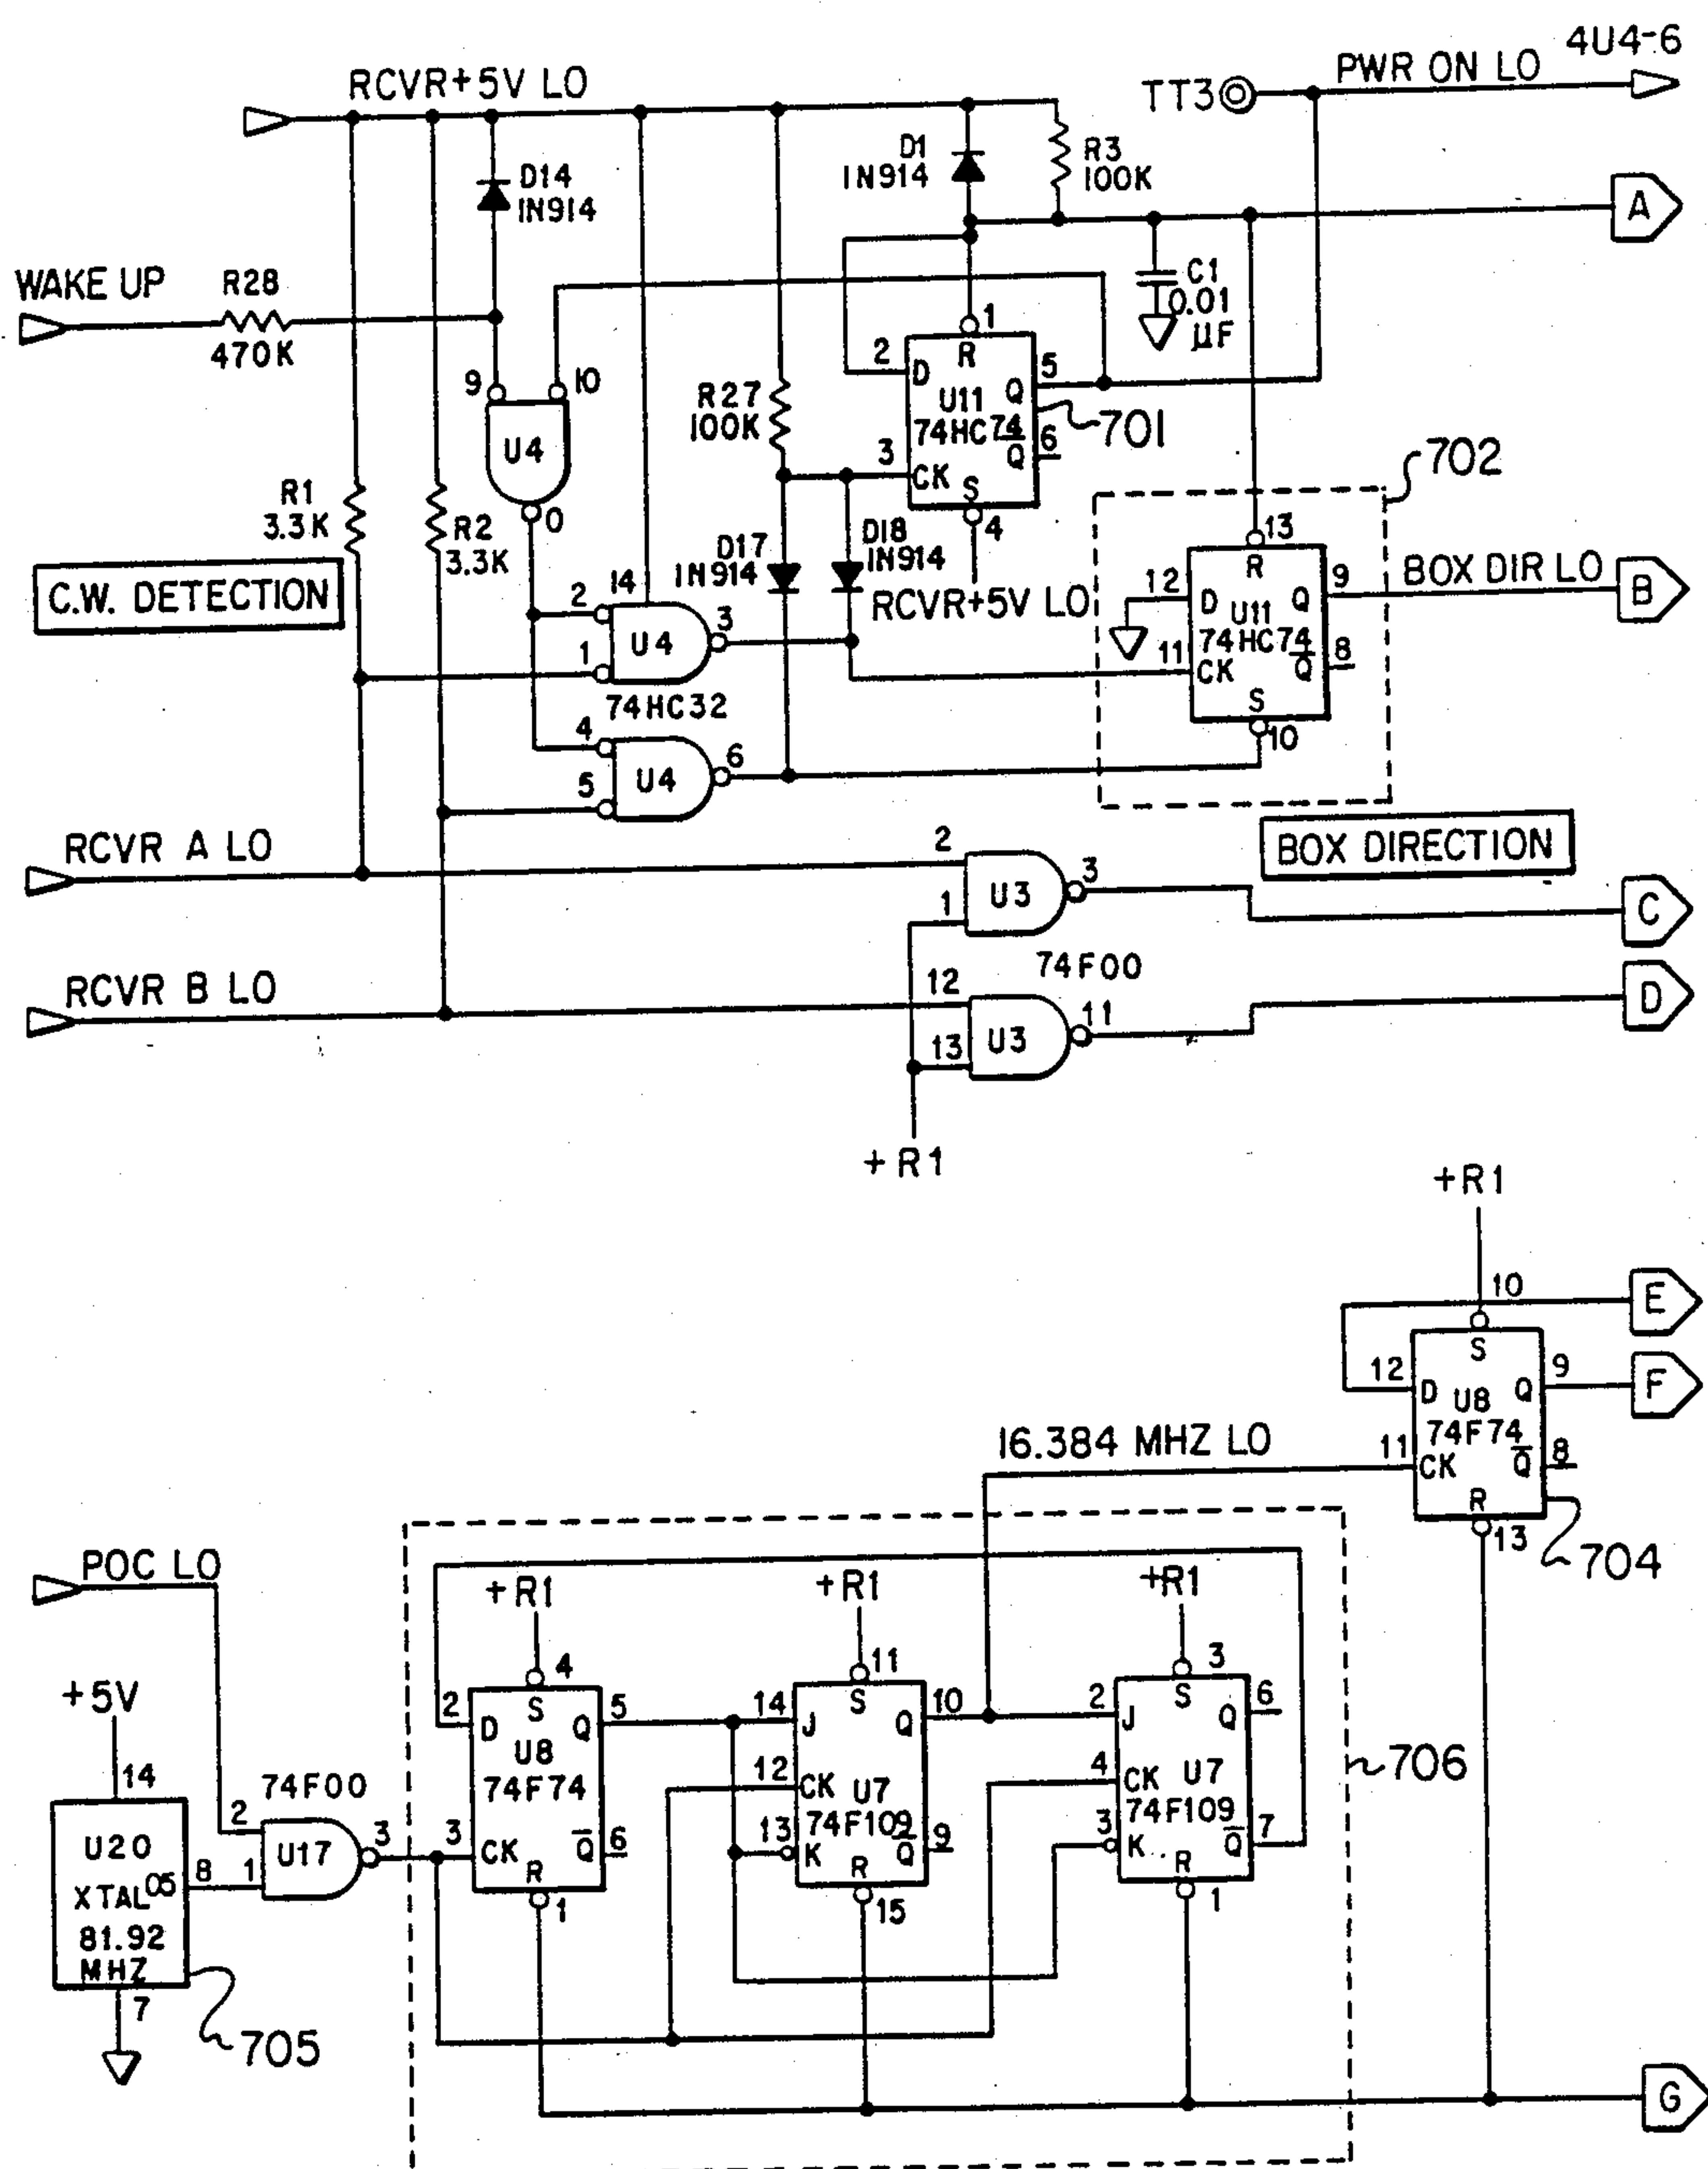 4U4-6
RCVR+5V LO
TT3
PWR ON LO
D14
IN914
D1
IN914
R3
100K
A
WAKE UP
R28
470K
C1
0.01
µF
9
10
U4
0
R27
100K
1
2
D
R
U11
74HC74
Q
5
Q
6
3
CK
S
4
701
702
R1
3.3K
R2
3.3K
D17
IN914
D18
IN914
RCVR+5V LO
C.W. DETECTION
14
2
1
U4
3
74HC32
4
5
U4
6
13
12
D
R
U11
74HC74
Q
9
Q
8
11
CK
S
10
BOX DIR LO
B
BOX DIRECTION
RCVR A LO
2
1
U3
3
C
74F00
RCVR B LO
12
13
U3
11
D
+R1
+R1
10
E
12
D
S
U8
74F74
Q
9
F
11
CK
Q
8
R
13
704
16.384 MHZ LO
POC LO
+5V
14
U20
XTAL OS
81.92
MHZ
8
7
705
74F00
2
1
U17
3
+R1
4
2
D
S
Q
5
U8
74F74
3
CK
Q
6
R
1
+R1
11
14
J
S
Q
10
12
CK
U7
74F109
13
K
Q
9
R
15
+R1
3
2
J
S
Q
6
4
CK
U7
74F109
3
K
Q
7
R
1
706
G